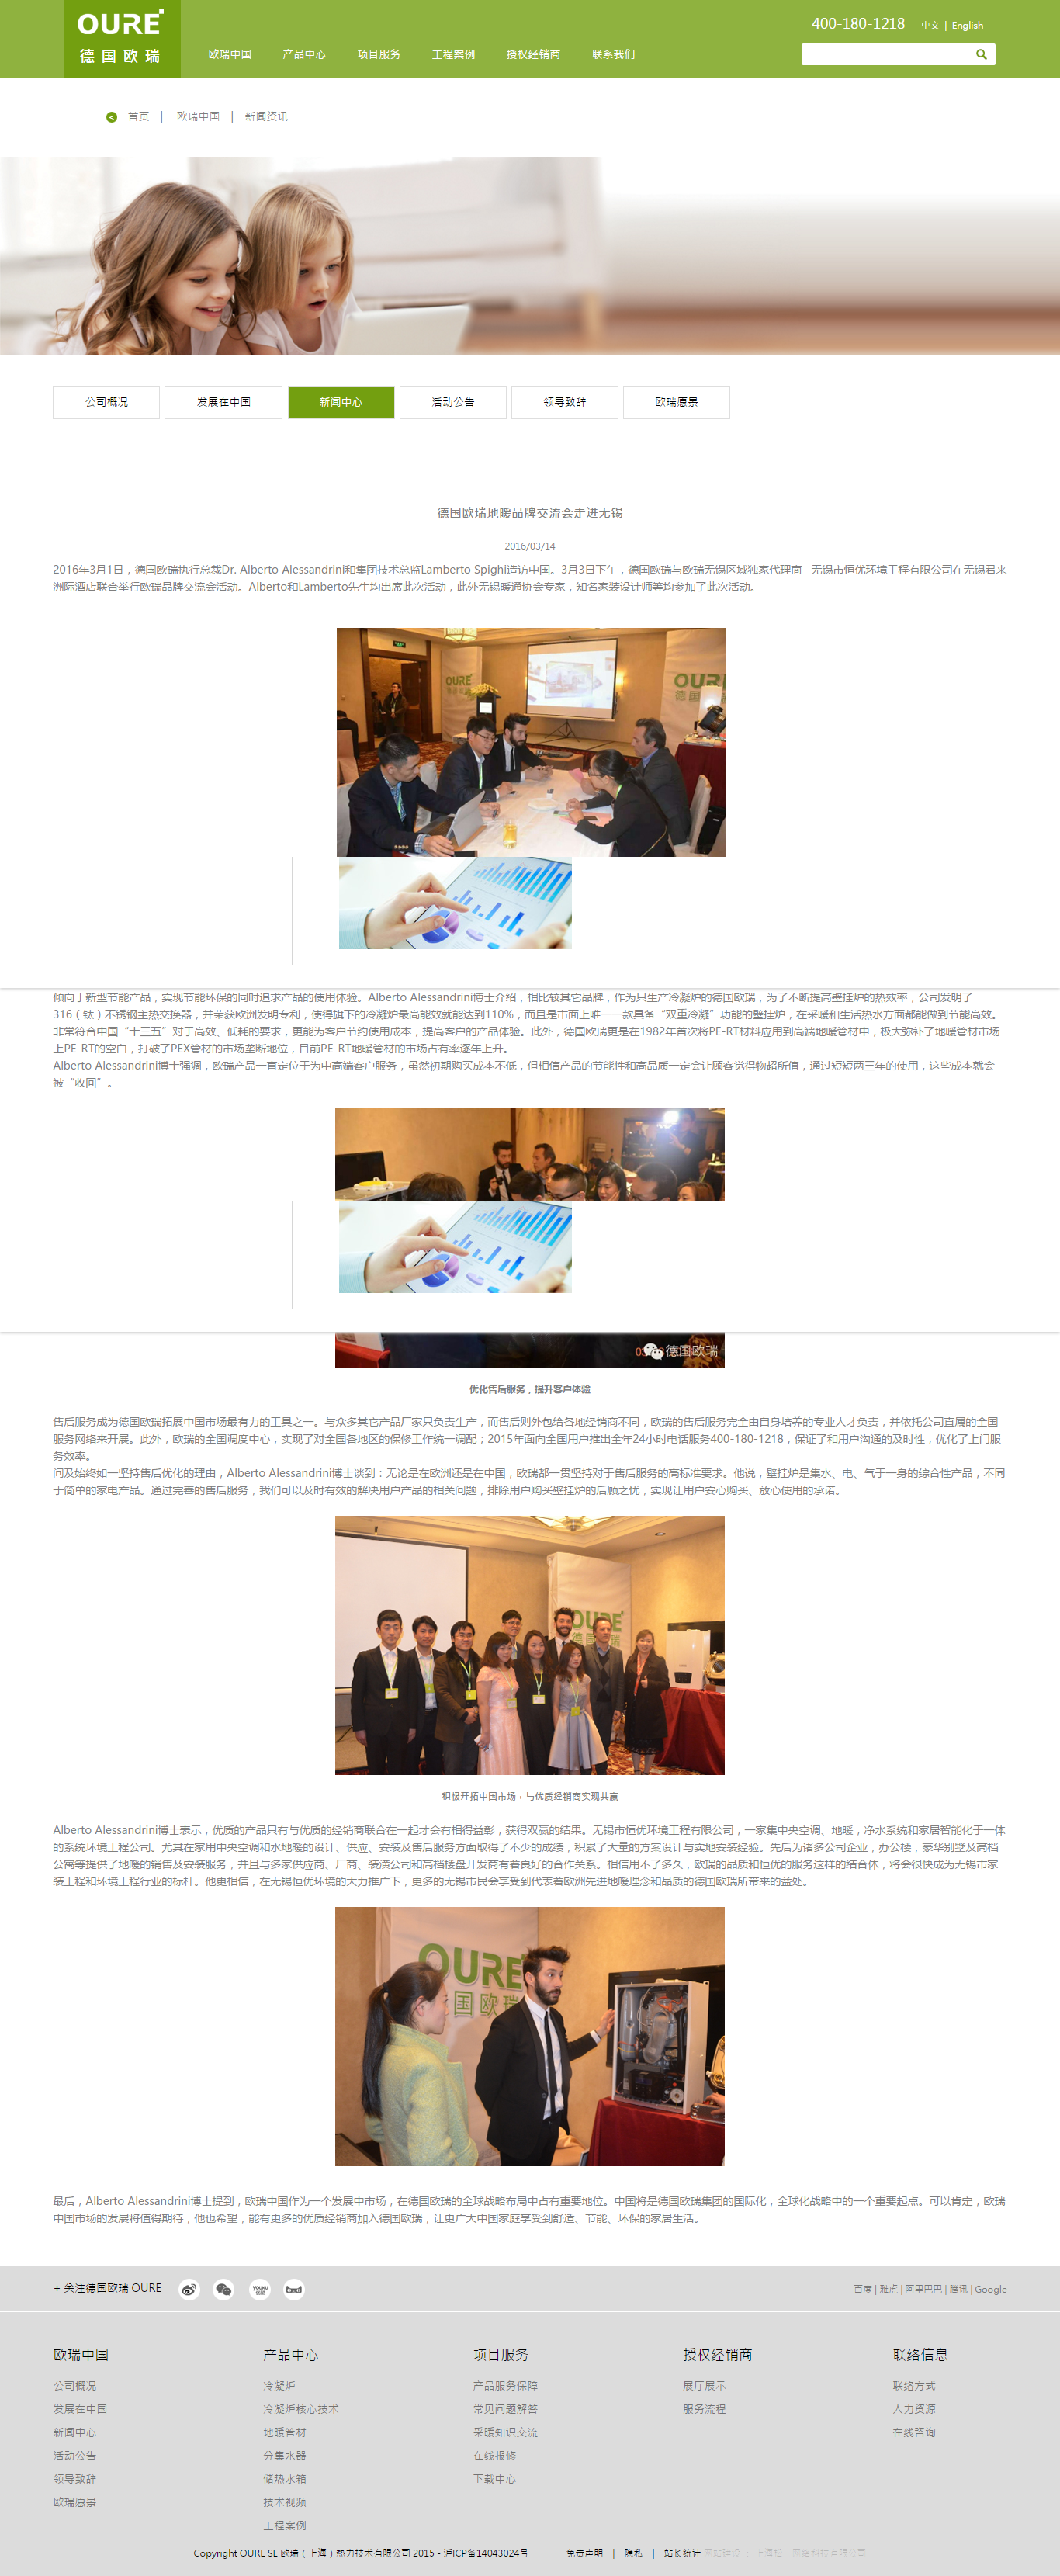 OURE
德国欧瑞
400-180-1218 中文 | English
欧瑞中国 产品中心 项目服务 工程案例 授权经销商 联系我们
首页 | 欧瑞中国 | 新闻资讯
公司概况 发展在中国 新闻中心 活动公告 领导致辞 欧瑞愿景
德国欧瑞地暖品牌交流会走进无锡
2016/03/14
2016年3月1日，德国欧瑞执行总裁Dr. Alberto Alessandrini和集团技术总监Lamberto Spighi造访中国。3月3日下午，德国欧瑞与欧瑞无锡区域独家代理商--无锡市恒优环境工程有限公司在无锡君来
洲际酒店联合举行欧瑞品牌交流会活动。Alberto和Lamberto先生均出席此次活动，此外无锡暖通协会专家，知名家装设计师等均参加了此次活动。
OURE
德国
倾向于新型节能产品，实现节能环保的同时追求产品的使用体验。Alberto Alessandrini博士介绍，相比较其它品牌，作为只生产冷凝炉的德国欧瑞，为了不断提高壁挂炉的热效率，公司发明了
316（钛）不锈钢主热交换器，并荣获欧洲发明专利，使得旗下的冷凝炉最高能效就能达到110%，而且是市面上唯一一款具备“双重冷凝”功能的壁挂炉，在采暖和生活热水方面都能做到节能高效。
非常符合中国“十三五”对于高效、低耗的要求，更能为客户节约使用成本，提高客户的产品体验。此外，德国欧瑞更是在1982年首次将PE-RT材料应用到高端地暖管材中，极大弥补了地暖管材市场
上PE-RT的空白，打破了PEX管材的市场垄断地位，目前PE-RT地暖管材的市场占有率逐年上升。
Alberto Alessandrini博士强调，欧瑞产品一直定位于为中高端客户服务，虽然初期购买成本不低，但相信产品的节能性和高品质一定会让顾客觉得物超所值，通过短短两三年的使用，这些成本就会
被“收回”。
德国欧瑞
优化售后服务，提升客户体验
售后服务成为德国欧瑞拓展中国市场最有力的工具之一。与众多其它产品厂家只负责生产，而售后则外包给各地经销商不同，欧瑞的售后服务完全由自身培养的专业人才负责，并依托公司直属的全国
服务网络来开展。此外，欧瑞的全国调度中心，实现了对全国各地区的保修工作统一调配；2015年面向全国用户推出全年24小时电话服务400-180-1218，保证了和用户沟通的及时性，优化了上门服
务效率。
问及始终如一坚持售后优化的理由，Alberto Alessandrini博士谈到：无论是在欧洲还是在中国，欧瑞都一贯坚持对于售后服务的高标准要求。他说，壁挂炉是集水、电、气于一身的综合性产品，不同
于简单的家电产品。通过完善的售后服务，我们可以及时有效的解决用户产品的相关问题，排除用户购买壁挂炉的后顾之忧，实现让用户安心购买、放心使用的承诺。
OURE
德国欧瑞
积极开拓中国市场，与优质经销商实现共赢
Alberto Alessandrini博士表示，优质的产品只有与优质的经销商联合在一起才会有相得益彰，获得双赢的结果。无锡市恒优环境工程有限公司，一家集中央空调、地暖，净水系统和家居智能化于一体
的系统环境工程公司。尤其在家用中央空调和水地暖的设计、供应、安装及售后服务方面取得了不少的成绩，积累了大量的方案设计与实地安装经验。先后为诸多公司企业，办公楼，豪华别墅及高档
公寓等提供了地暖的销售及安装服务，并且与多家供应商、厂商、装潢公司和高档楼盘开发商有着良好的合作关系。相信用不了多久，欧瑞的品质和恒优的服务这样的结合体，将会很快成为无锡市家
装工程和环境工程行业的标杆。他更相信，在无锡恒优环境的大力推广下，更多的无锡市民会享受到代表着欧洲先进地暖理念和品质的德国欧瑞所带来的益处。
OURE
国欧瑞
最后，Alberto Alessandrini博士提到，欧瑞中国作为一个发展中市场，在德国欧瑞的全球战略布局中占有重要地位。中国将是德国欧瑞集团的国际化，全球化战略中的一个重要起点。可以肯定，欧瑞
中国市场的发展将值得期待，他也希望，能有更多的优质经销商加入德国欧瑞，让更广大中国家庭享受到舒适、节能、环保的家居生活。
+ 关注德国欧瑞 OURE 百度 | 雅虎 | 阿里巴巴 | 腾讯 | Google
欧瑞中国 产品中心 项目服务 授权经销商 联络信息
公司概况 冷凝炉 产品服务保障 展厅展示 联络方式
发展在中国 冷凝炉核心技术 常见问题解答 服务流程 人力资源
新闻中心 地暖管材 采暖知识交流 在线咨询
活动公告 分集水器 在线报修
领导致辞 储热水箱 下载中心
欧瑞愿景 技术视频
工程案例
Copyright OURE SE 欧瑞（上海）热力技术有限公司 2015 - 沪ICP备14043024号 免责声明 | 隐私 | 站长统计